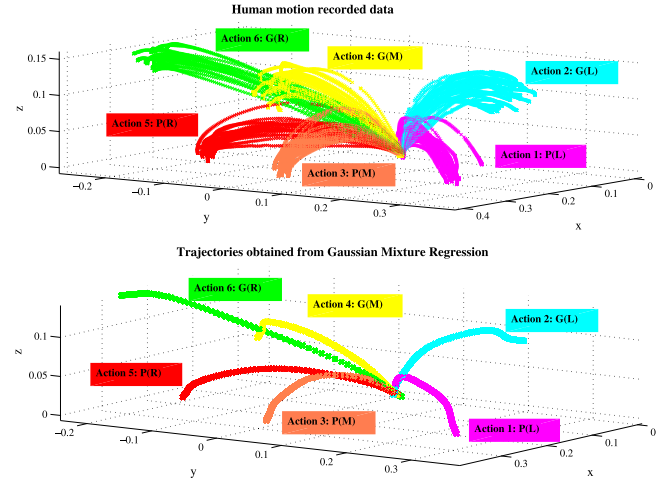 Human motion recorded data
Action 6: G(R)
Action 4: G(M)
Action 2: G(L)
Action 5: P(R)
Action 3: P(M)
Action 1: P(L)
0.15
0.1
0.05
0
z
−0.2
−0.1
0
0.1
0.2
0.3
y
0.4
0.3
0.2
0.1
0
x
Trajectories obtained from Gaussian Mixture Regression
Action 6: G(R)
Action 4: G(M)
Action 2: G(L)
Action 5: P(R)
Action 3: P(M)
Action 1: P(L)
0.1
0.05
0
z
−0.2
−0.1
0
0.1
0.2
0.3
y
0.3
0.2
0.1
0
x